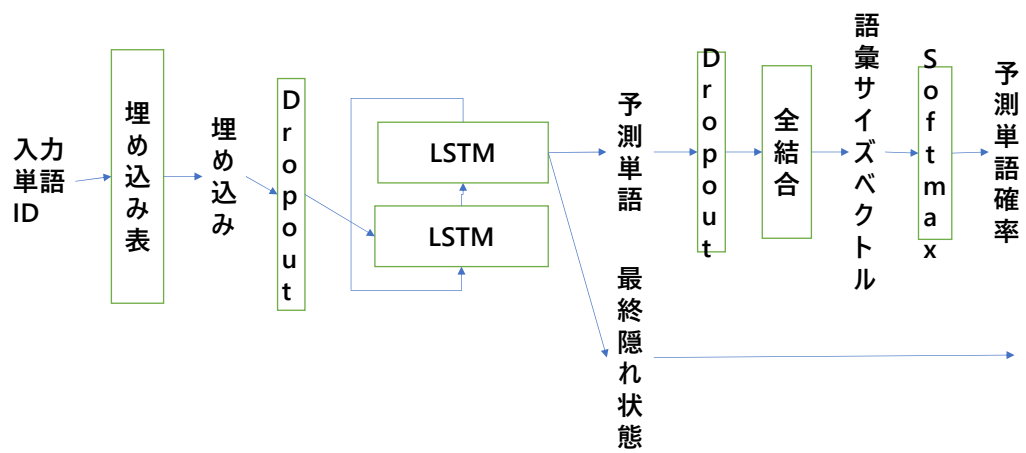 入力
単語
ID
埋め込み表
埋め込み
Dropout
LSTM
LSTM
予測単語
最終隠れ状態
Dropout
全結合
語彙サイズベクトル
Softmax
予測単語確率